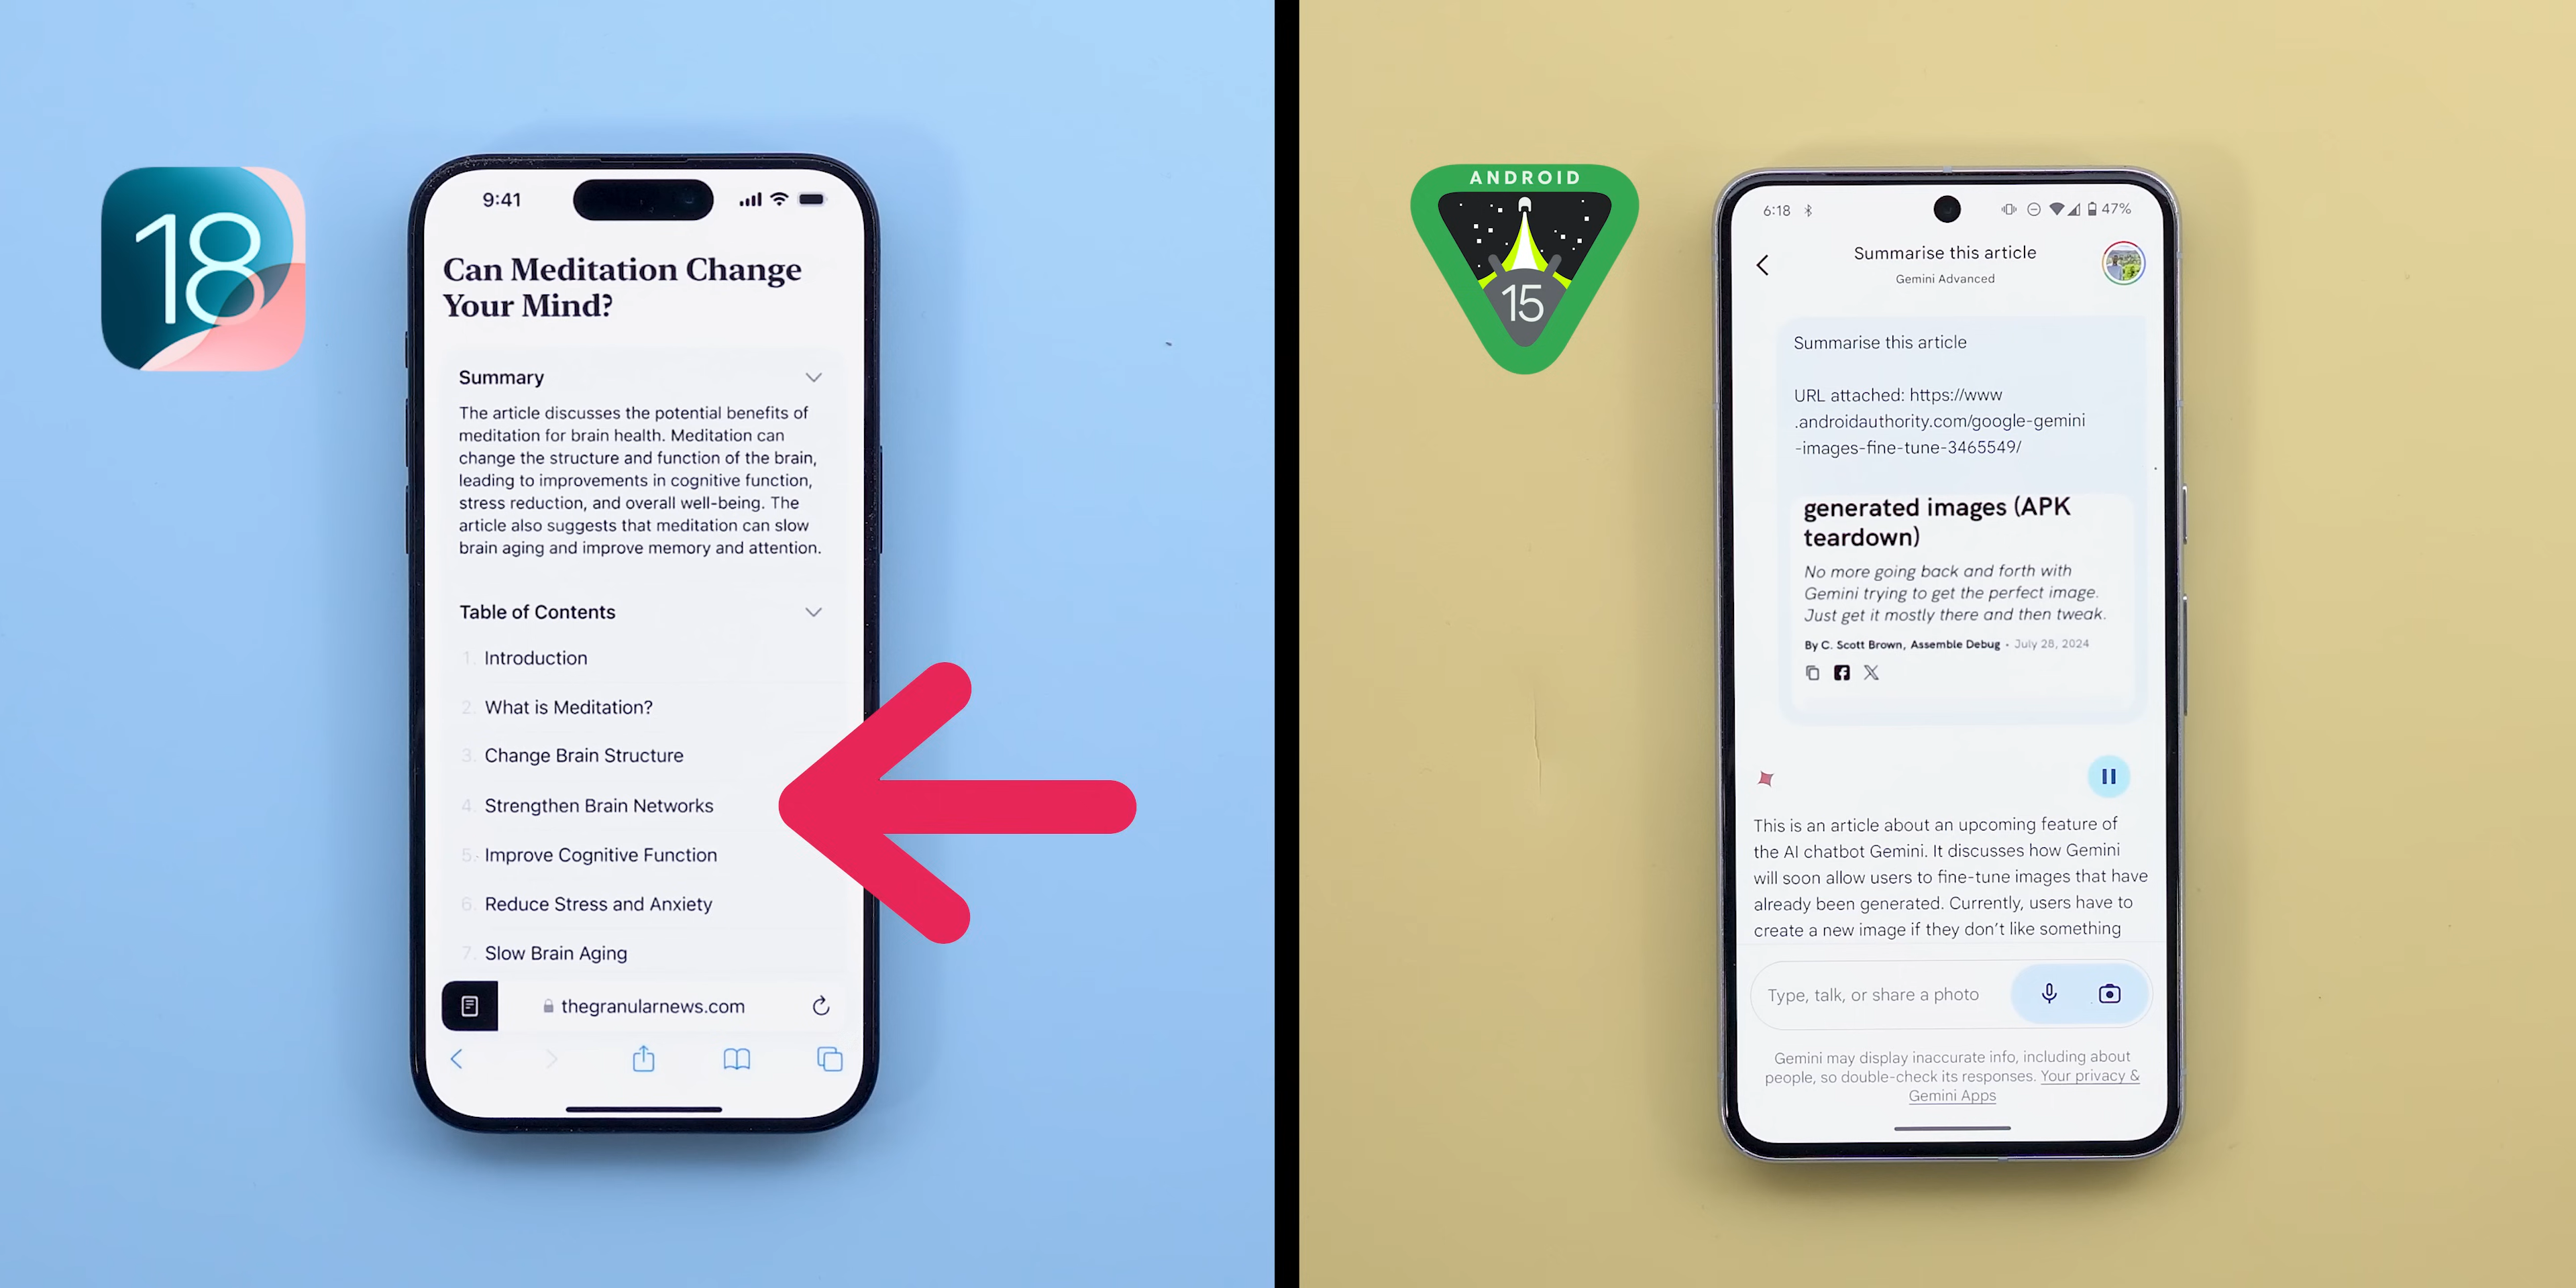 18
9:41
Can Meditation Change
Your Mind?
Summary
The article discusses the potential benefits of
meditation for brain health. Meditation can
change the structure and function of the brain,
leading to improvements in cognitive function,
stress reduction, and overall well-being. The
article also suggests that meditation can slow
brain aging and improve memory and attention.
Table of Contents
1. Introduction
2. What is Meditation?
3. Change Brain Structure
4. Strengthen Brain Networks
5. Improve Cognitive Function
6. Reduce Stress and Anxiety
7. Slow Brain Aging
thegranularnews.com
ANDROID
15
6:18 47%
Summarise this article
Gemini Advanced
Summarise this article
URL attached: https://www
.androidauthority.com/google-gemini
-images-fine-tune-3465549/
generated images (APK
teardown)
No more going back and forth with
Gemini trying to get the perfect image.
Just get it mostly there and then tweak.
By C. Scott Brown, Assemble Debug • July 28, 2024
This is an article about an upcoming feature of
the AI chatbot Gemini. It discusses how Gemini
will soon allow users to fine-tune images that have
already been generated. Currently, users have to
create a new image if they don't like something
Type, talk, or share a photo
Gemini may display inaccurate info, including about
people, so double-check its responses. Your privacy &
Gemini Apps